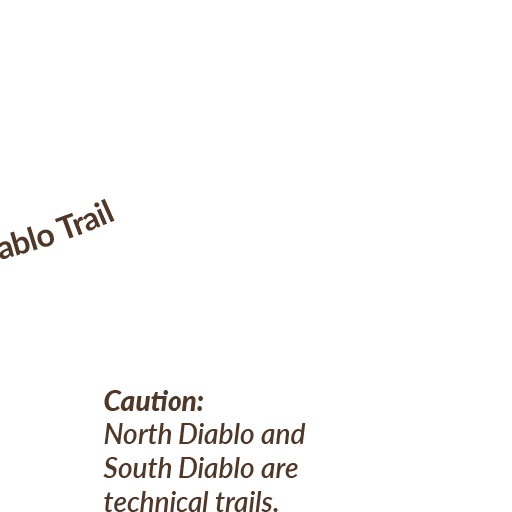 ablo Trail
Caution:
North Diablo and
South Diablo are
technical trails.